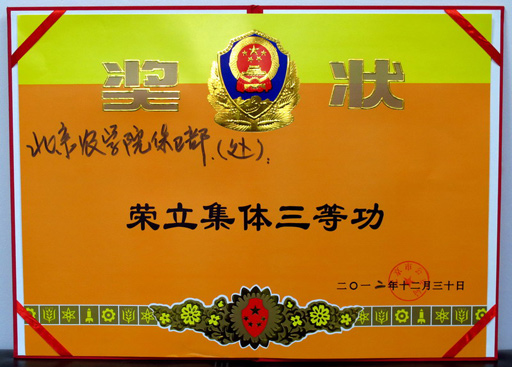 奖状
北京农学院保卫部（处）：
荣立集体三等功
二〇一二年十二月三十日